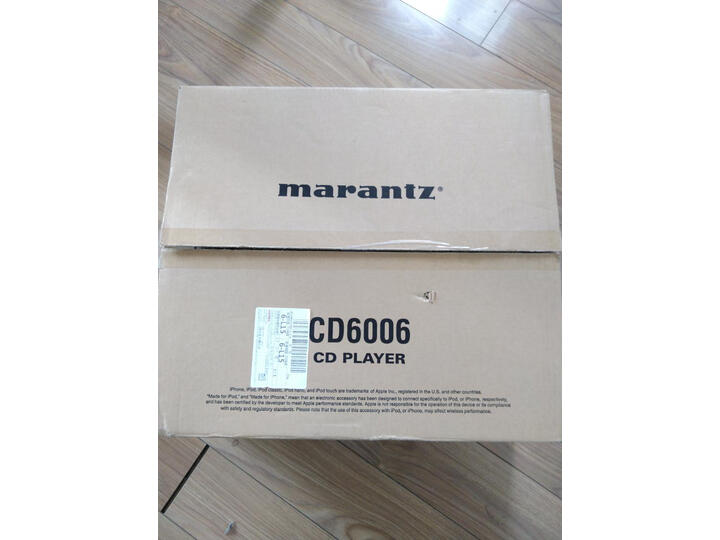 marantz®
CD6006
CD PLAYER
6-L15 6-L15
iPhone, iPod, iPod classic, iPod nano, and iPod touch are trademarks of Apple Inc., registered in the U.S. and other countries.
"Made for iPod," and "Made for iPhone," mean that an electronic accessory has been designed to connect specifically to iPod, or iPhone, respectively,
and has been certified by the developer to meet Apple performance standards. Apple is not responsible for the operation of this device or its compliance
with safety and regulatory standards. Please note that the use of this accessory with iPod, or iPhone, may affect wireless performance.